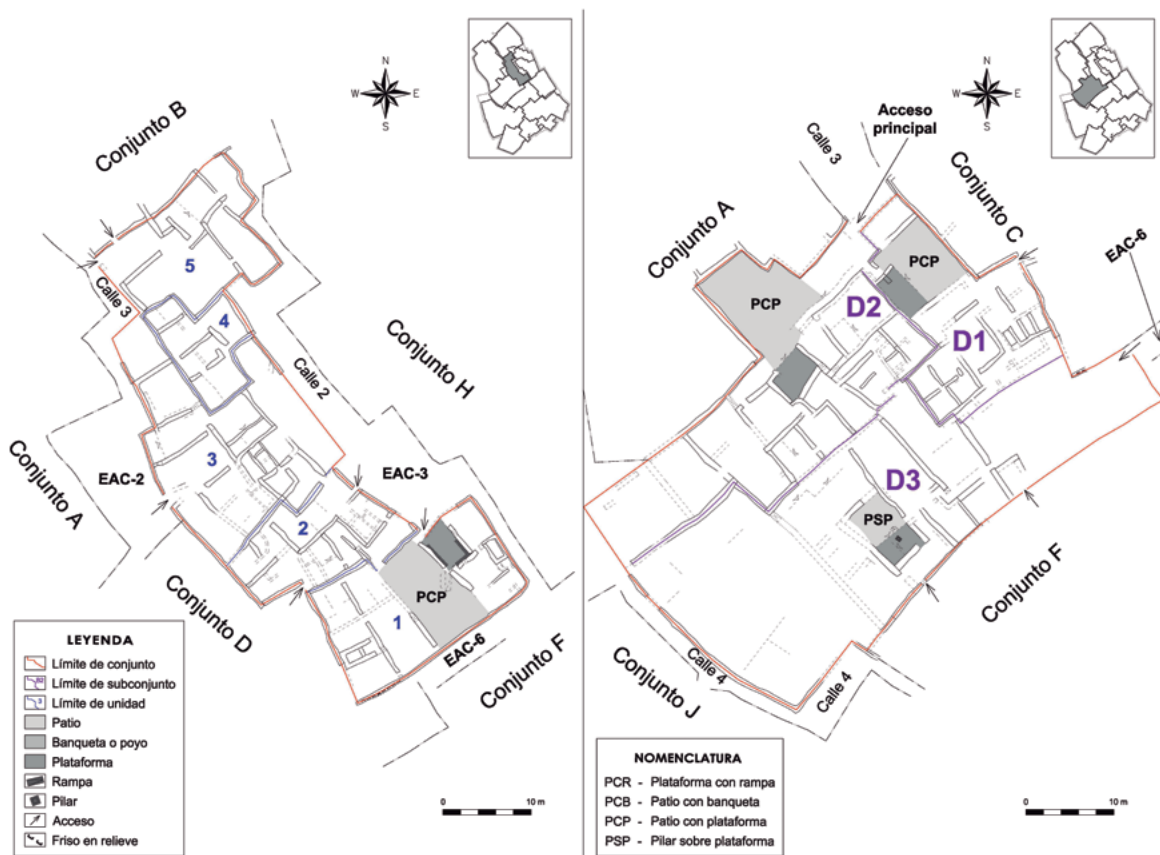 N
W
E
S
Conjunto B
5
Calle 3
4
Calle 2
Conjunto H
3
EAC-2
Conjunto A
EAC-3
2
PCP
1
Conjunto D
EAC-6
Conjunto F
LEYENDA
Límite de conjunto
Límite de subconjunto
3
Límite de unidad
Patio
Banqueta o poyo
Plataforma
Rampa
Pilar
Acceso
Friso en relieve
0
10 m
N
W
E
S
Acceso
principal
Calle 3
Conjunto C
Conjunto A
EAC-6
PCP
PCP
D2
D1
D3
PSP
Conjunto F
Calle 4
Calle 4
Conjunto J
NOMENCLATURA
PCR - Plataforma con rampa
PCB - Patio con banqueta
PCP - Patio con plataforma
PSP - Pilar sobre plataforma
0
10 m